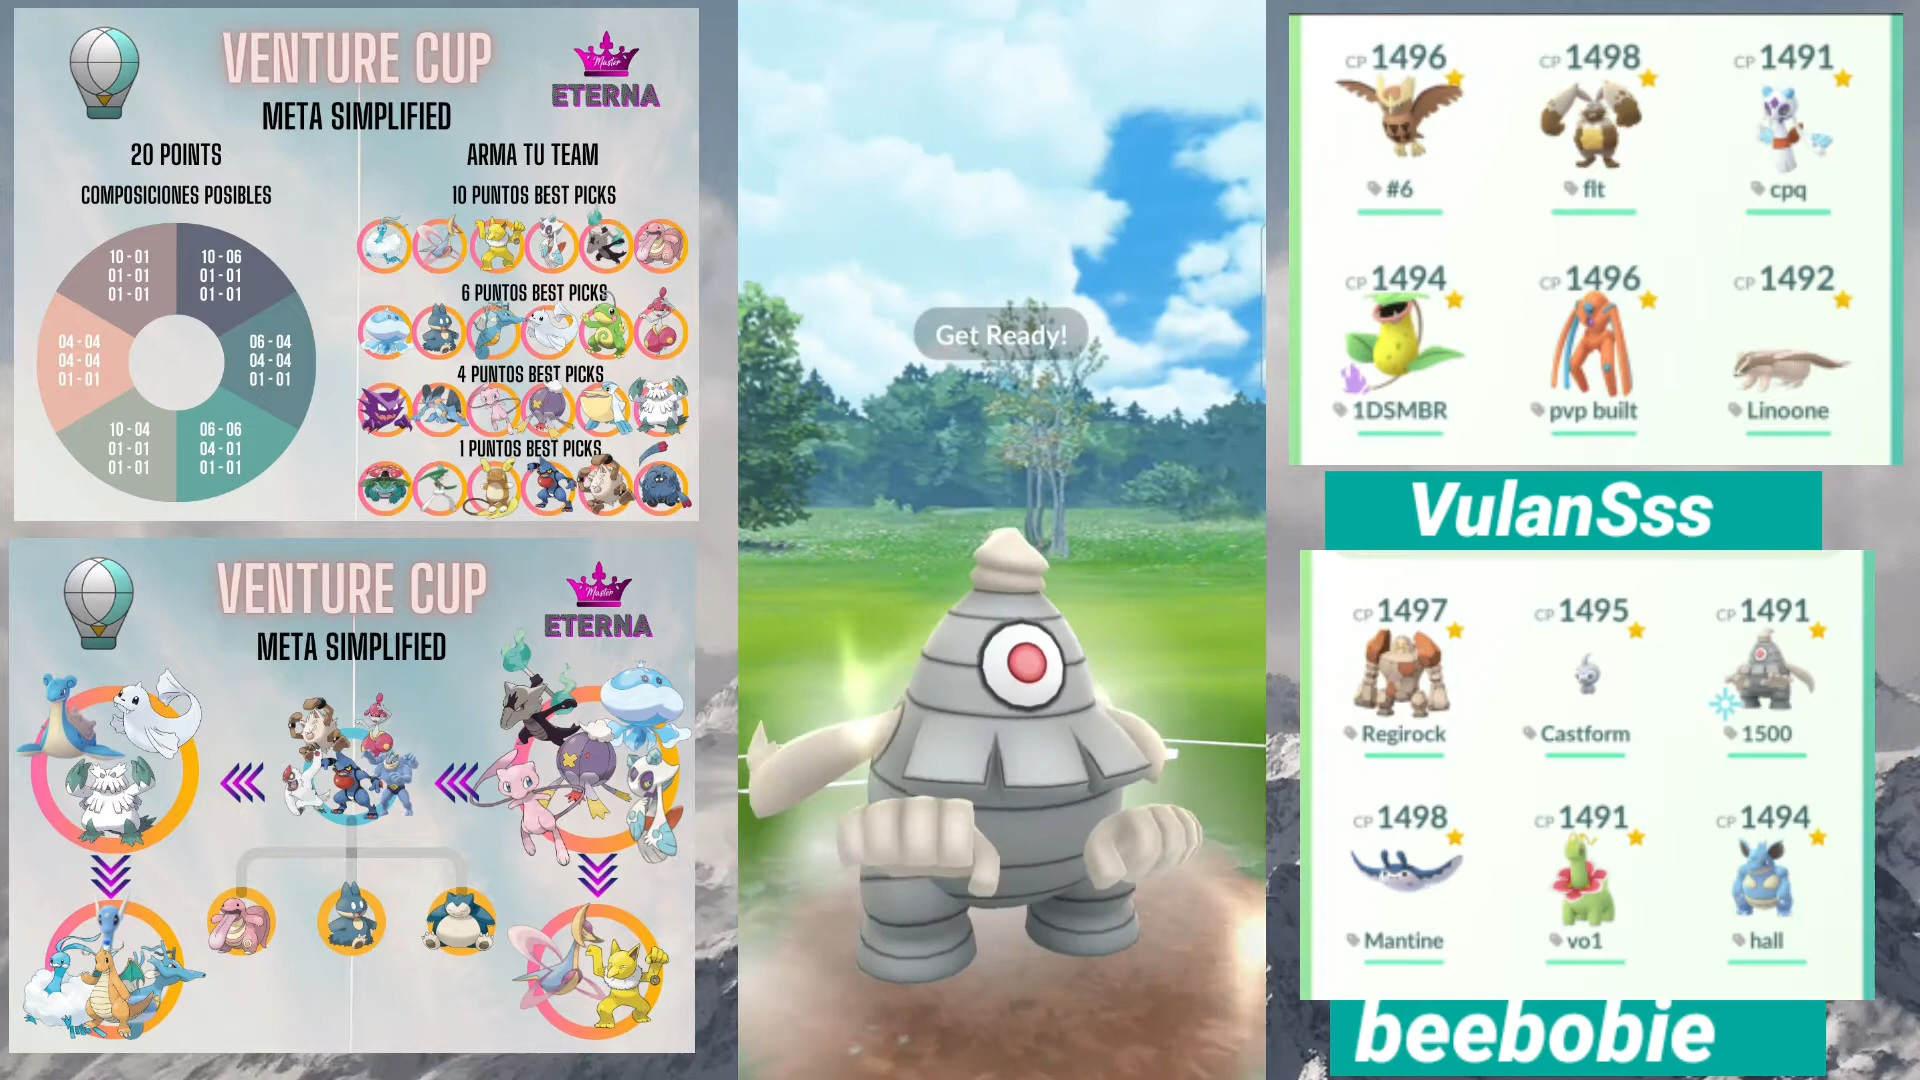 VENTURE CUP
Master
ETERNA
META SIMPLIFIED
20 POINTS
ARMA TU TEAM
COMPOSICIONES POSIBLES
10 PUNTOS BEST PICKS
10 - 01
01 - 01
01 - 01
10 - 06
01 - 01
01 - 01
04 - 04
04 - 04
01 - 01
06 - 04
04 - 01
01 - 01
10 - 04
01 - 01
01 - 01
06 - 06
04 - 01
01 - 01
6 PUNTOS BEST PICKS
4 PUNTOS BEST PICKS
1 PUNTOS BEST PICKS
VENTURE CUP
Master
ETERNA
META SIMPLIFIED
Get Ready!
CP 1496
CP 1498
CP 1491
#6
flt
cpq
CP 1494
CP 1496
CP 1492
1DSMBR
pvp built
Linoone
VulanSss
CP 1497
CP 1495
CP 1491
Regirock
Castform
1500
CP 1498
CP 1491
CP 1494
Mantine
vo1
hall
beebobie